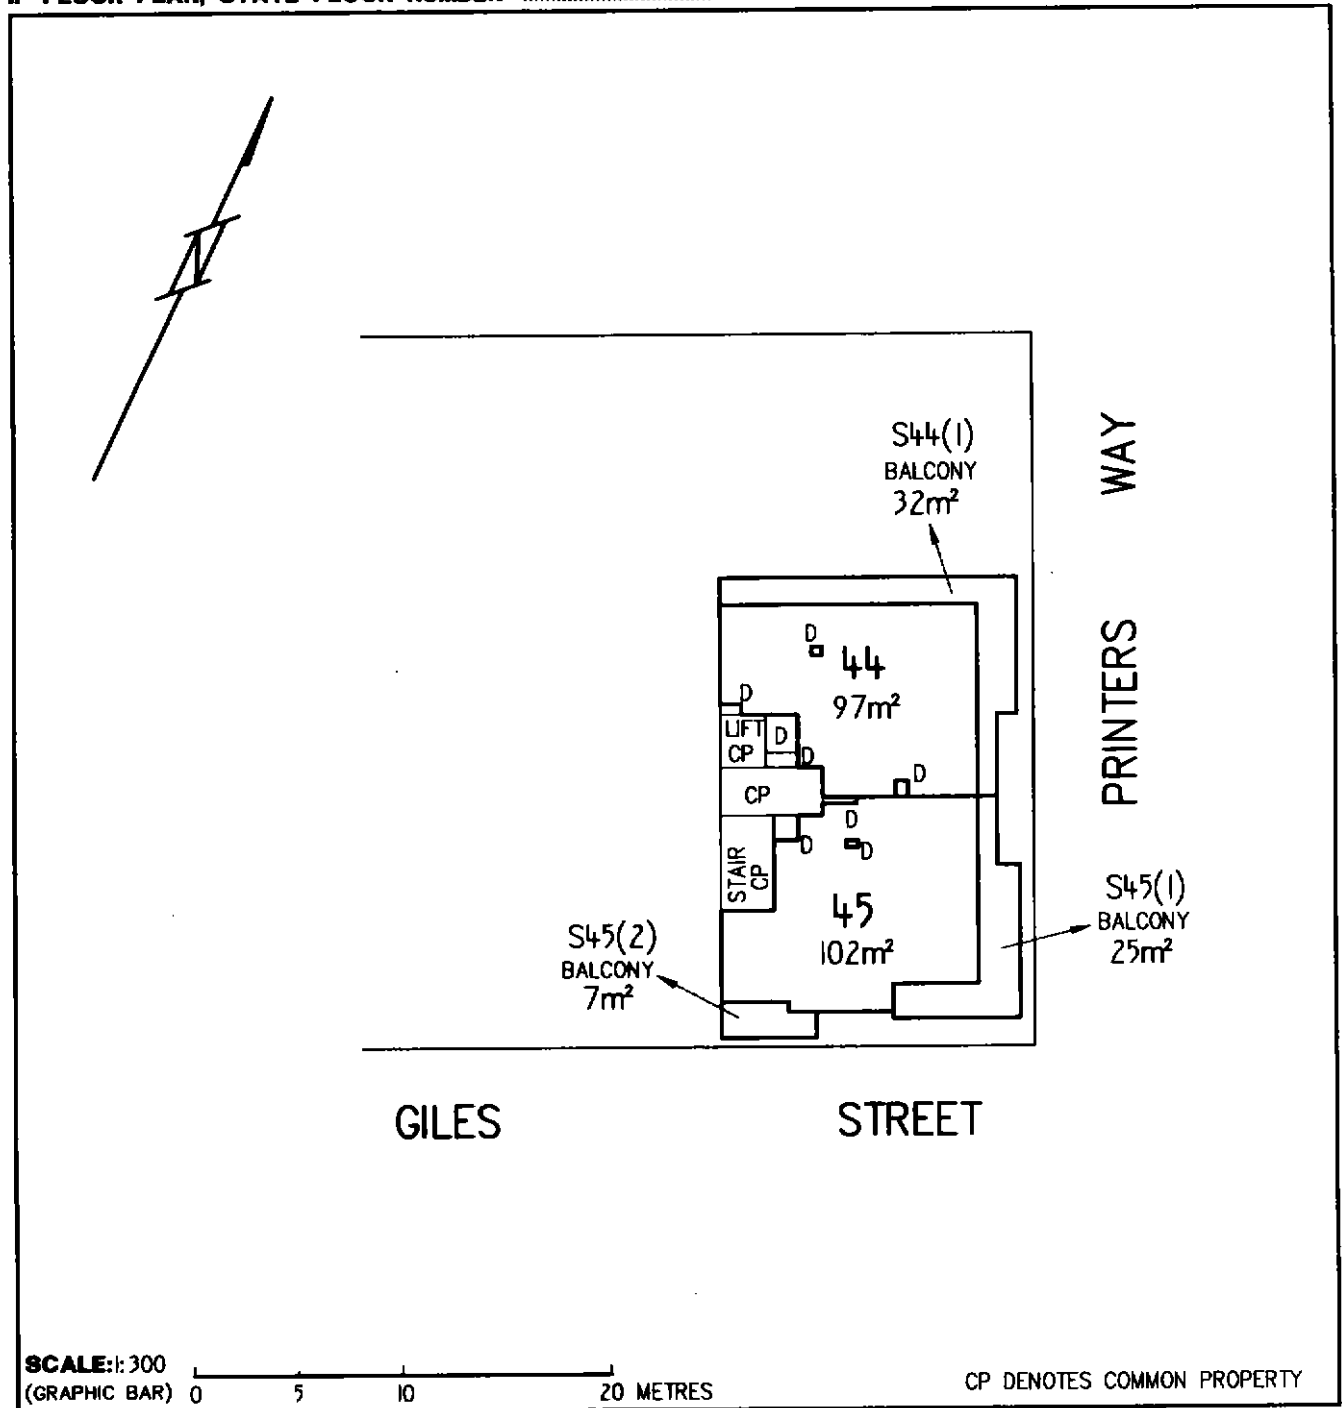 N
S44(1)
BALCONY
32m²
WAY
PRINTERS
D
44
97m²
D
LIFT
CP
D
D
D
CP
D
D
D
STAIR
CP
45
102m²
S45(1)
BALCONY
25m²
S45(2)
BALCONY
7m²
GILES STREET
SCALE:1:300
(GRAPHIC BAR) 0 5 10 20 METRES
CP DENOTES COMMON PROPERTY